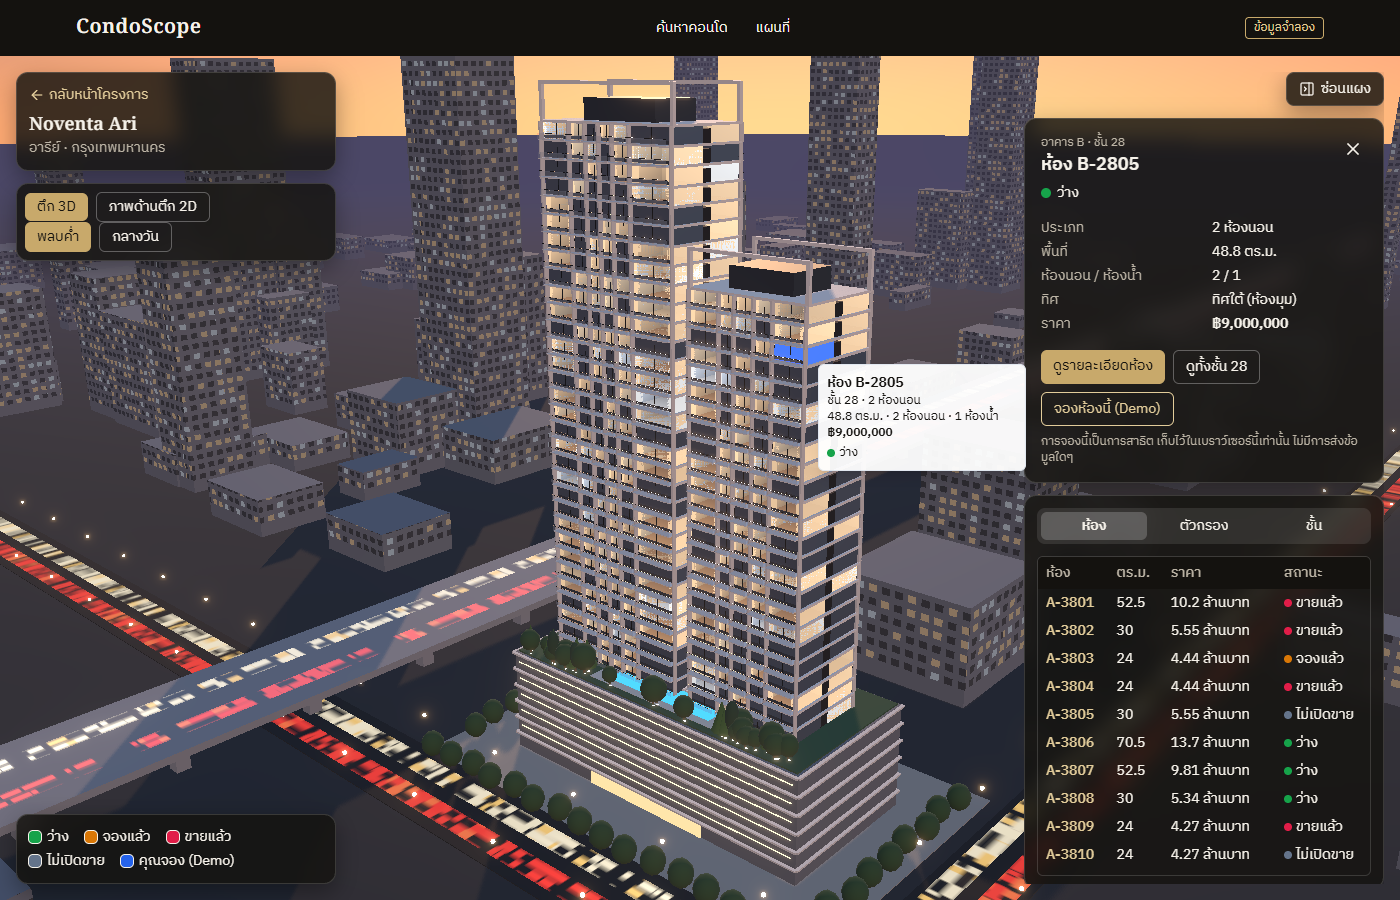 CondoScope
ค้นหาคอนโด
แผนที่
ข้อมูลจำลอง
← กลับหน้าโครงการ
Noventa Ari
อารีย์ · กรุงเทพมหานคร
ตึก 3D
ภาพด้านตึก 2D
พลบค่ำ
กลางวัน
ซ่อนแผง
อาคาร B · ชั้น 28
ห้อง B-2805
ว่าง
ประเภท 2 ห้องนอน
พื้นที่ 48.8 ตร.ม.
ห้องนอน / ห้องน้ำ 2 / 1
ทิศ ทิศใต้ (ห้องมุม)
ราคา ฿9,000,000
ดูรายละเอียดห้อง
ดูทั้งชั้น 28
จองห้องนี้ (Demo)
การจองนี้เป็นการสาธิต เก็บไว้ในเบราว์เซอร์นี้เท่านั้น ไม่มีการส่งข้อ
มูลใดๆ
ห้อง B-2805
ชั้น 28 · 2 ห้องนอน
48.8 ตร.ม. · 2 ห้องนอน · 1 ห้องน้ำ
฿9,000,000
ว่าง
ห้อง ตัวกรอง ชั้น
ห้อง ตร.ม. ราคา สถานะ
A-3801 52.5 10.2 ล้านบาท ขายแล้ว
A-3802 30 5.55 ล้านบาท ขายแล้ว
A-3803 24 4.44 ล้านบาท จองแล้ว
A-3804 24 4.44 ล้านบาท ขายแล้ว
A-3805 30 5.55 ล้านบาท ไม่เปิดขาย
A-3806 70.5 13.7 ล้านบาท ว่าง
A-3807 52.5 9.81 ล้านบาท ว่าง
A-3808 30 5.34 ล้านบาท ว่าง
A-3809 24 4.27 ล้านบาท ขายแล้ว
A-3810 24 4.27 ล้านบาท ไม่เปิดขาย
ว่าง จองแล้ว ขายแล้ว
ไม่เปิดขาย คุณจอง (Demo)